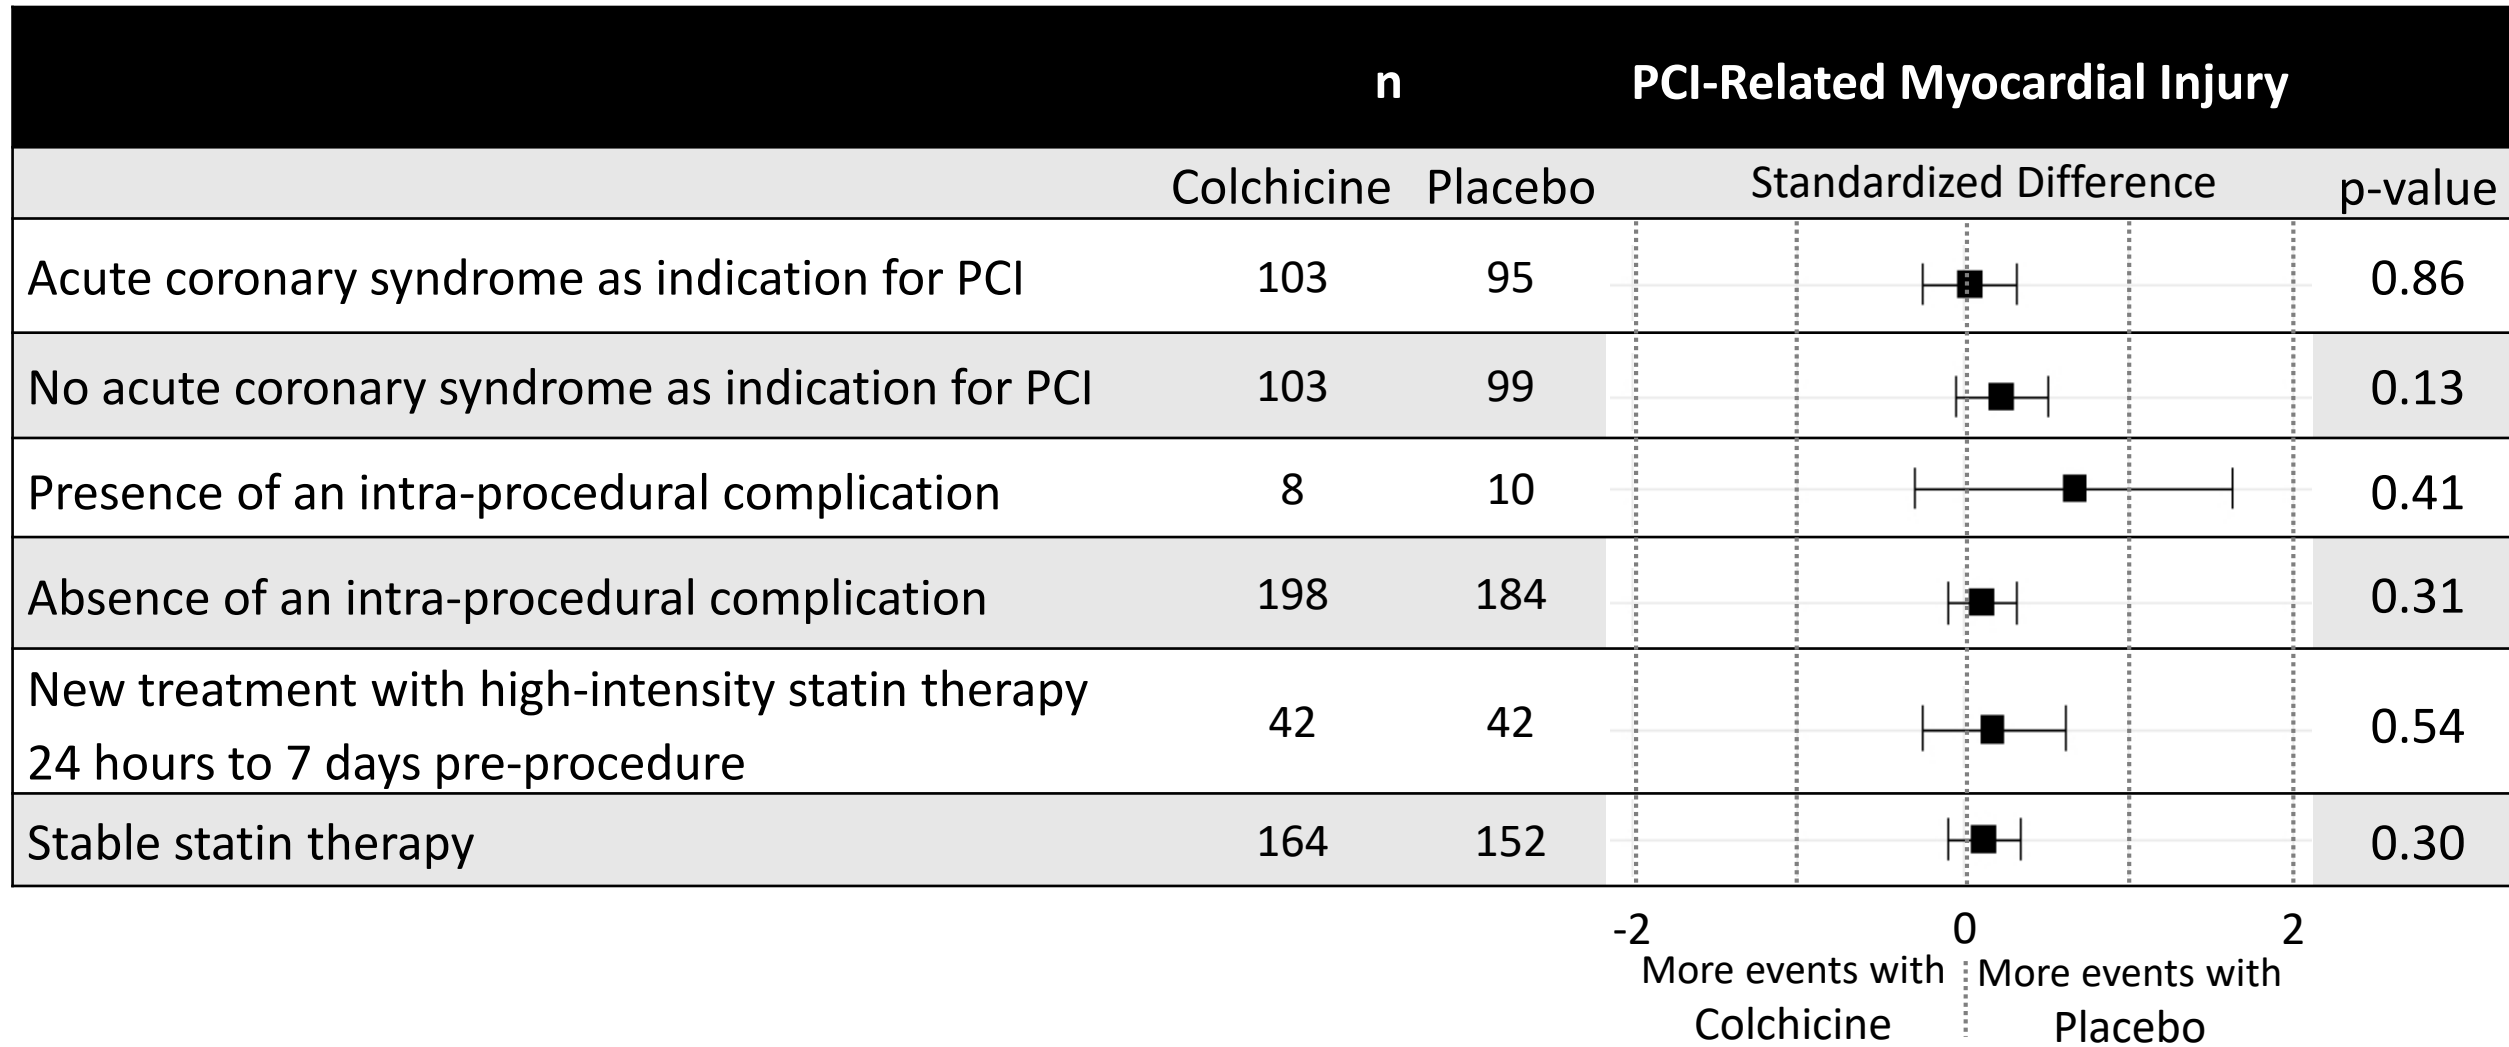 n PCI-Related Myocardial Injury
Colchicine Placebo Standardized Difference p-value
Acute coronary syndrome as indication for PCI 103 95 0.86
No acute coronary syndrome as indication for PCI 103 99 0.13
Presence of an intra-procedural complication 8 10 0.41
Absence of an intra-procedural complication 198 184 0.31
New treatment with high-intensity statin therapy
24 hours to 7 days pre-procedure 42 42 0.54
Stable statin therapy 164 152 0.30
-2 0 2
More events with More events with
Colchicine Placebo